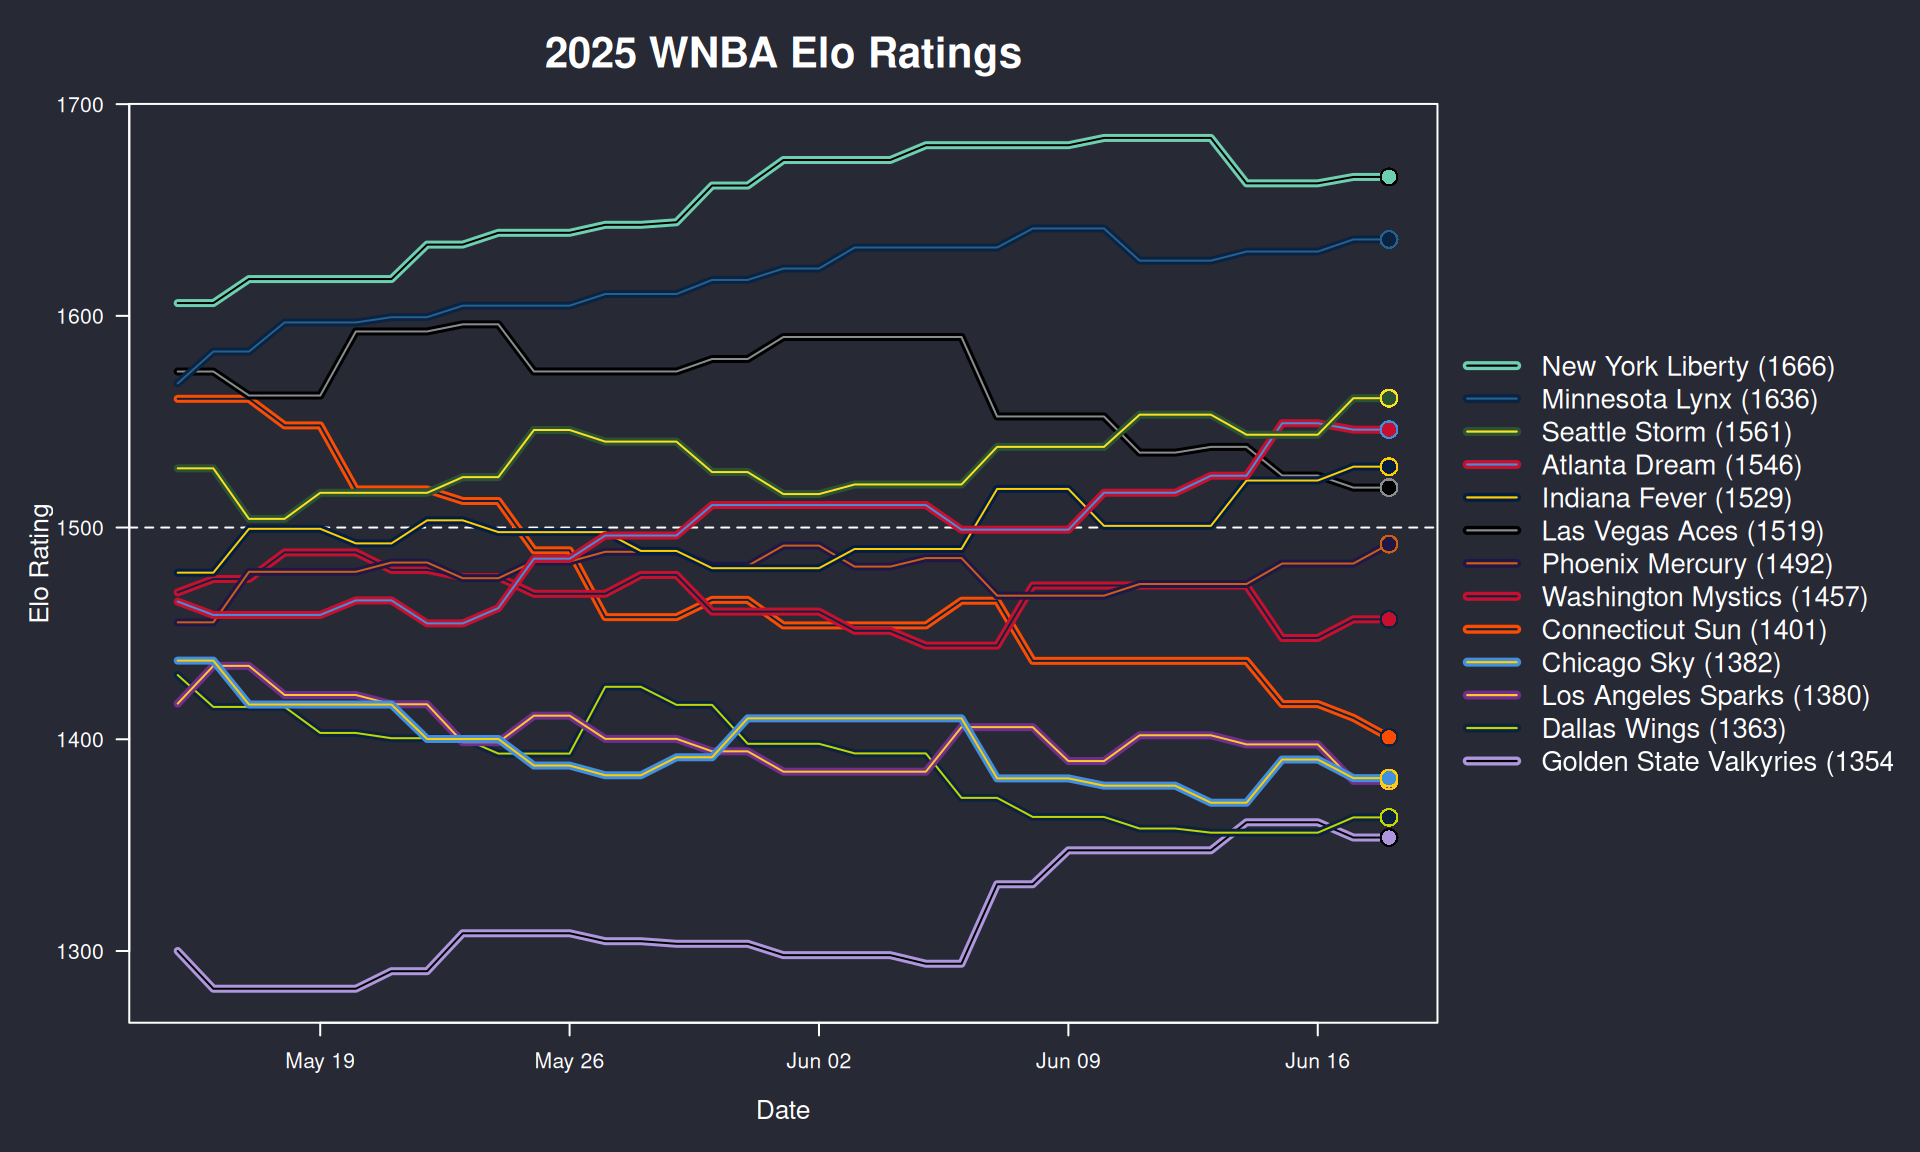 2025 WNBA Elo Ratings
1700
1600
1500
1400
1300
Elo Rating
May 19
May 26
Jun 02
Jun 09
Jun 16
Date
New York Liberty (1666)
Minnesota Lynx (1636)
Seattle Storm (1561)
Atlanta Dream (1546)
Indiana Fever (1529)
Las Vegas Aces (1519)
Phoenix Mercury (1492)
Washington Mystics (1457)
Connecticut Sun (1401)
Chicago Sky (1382)
Los Angeles Sparks (1380)
Dallas Wings (1363)
Golden State Valkyries (1354